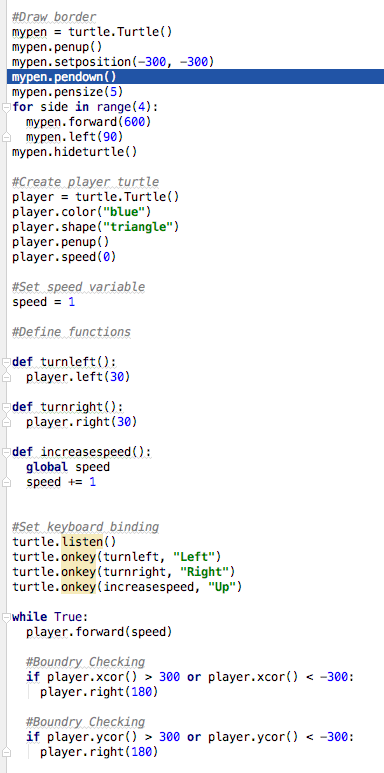 #Draw border
mypen = turtle.Turtle()
mypen.penup()
mypen.setposition(-300, -300)
mypen.pendown()
mypen.pensize(5)
for side in range(4):
  mypen.forward(600)
  mypen.left(90)
mypen.hideturtle()

#Create player turtle
player = turtle.Turtle()
player.color("blue")
player.shape("triangle")
player.penup()
player.speed(0)

#Set speed variable
speed = 1

#Define functions

def turnleft():
  player.left(30)

def turnright():
  player.right(30)

def increasespeed():
  global speed
  speed += 1


#Set keyboard binding
turtle.listen()
turtle.onkey(turnleft, "Left")
turtle.onkey(turnright, "Right")
turtle.onkey(increasespeed, "Up")

while True:
  player.forward(speed)

  #Boundry Checking
  if player.xcor() > 300 or player.xcor() < -300:
    player.right(180)

  #Boundry Checking
  if player.ycor() > 300 or player.ycor() < -300:
    player.right(180)